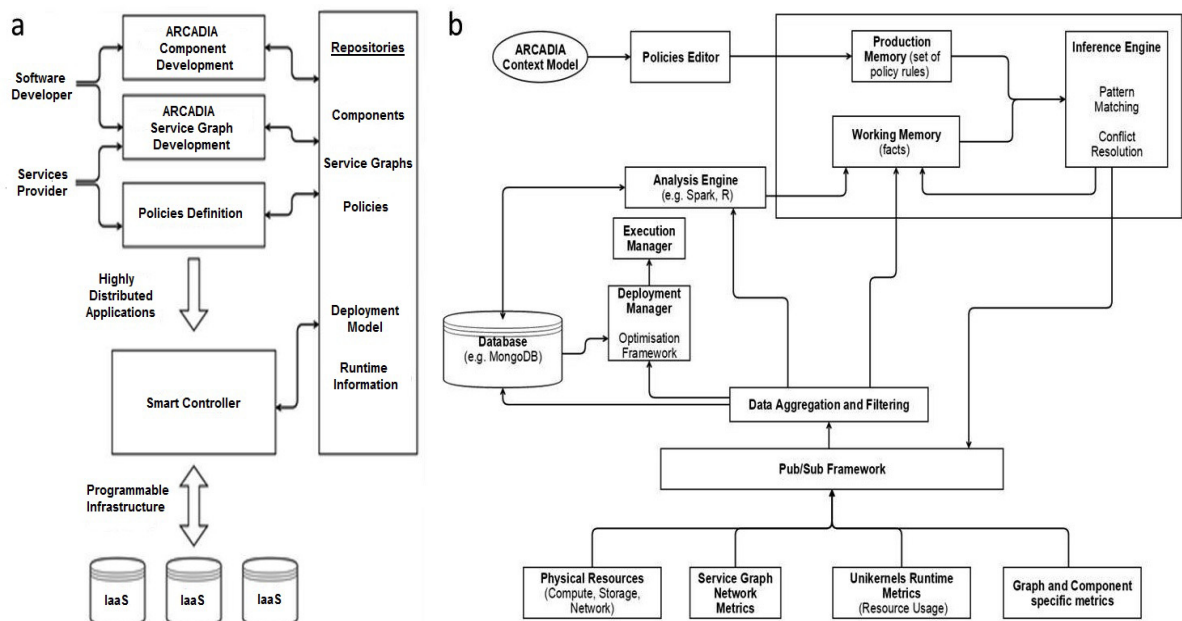 a
ARCADIA
Component
Development
Software
Developer
ARCADIA
Service Graph
Development
Services
Provider
Policies Definition
Highly
Distributed
Applications
Smart Controller
Programmable
Infrastructure
IaaS
IaaS
IaaS
Repositories
Components
Service Graphs
Policies
Deployment
Model
Runtime
Information
b
ARCADIA
Context Model
Policies Editor
Production
Memory (set of
policy rules)
Inference Engine
Pattern
Matching
Conflict
Resolution
Working Memory
(facts)
Analysis Engine
(e.g. Spark, R)
Execution
Manager
Deployment
Manager
Optimisation
Framework
Database
(e.g. MongoDB)
Data Aggregation and Filtering
Pub/Sub Framework
Physical Resources
(Compute, Storage,
Network)
Service Graph
Network
Metrics
Unikernels Runtime
Metrics
(Resource Usage)
Graph and Component
specific metrics